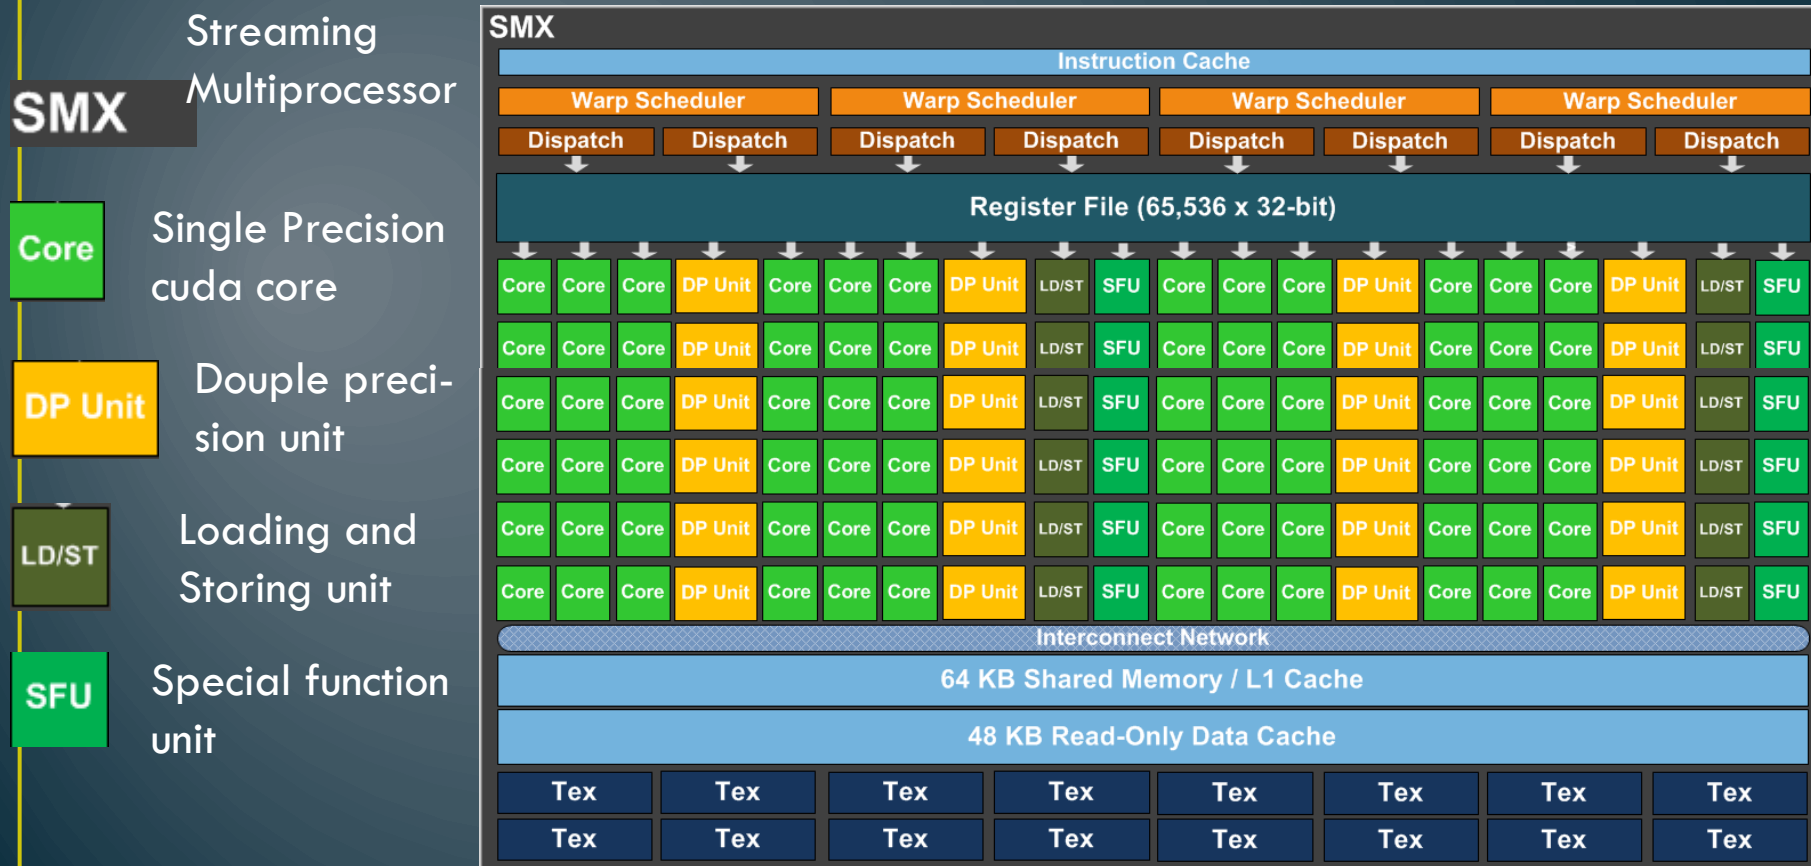 Streaming
Multiprocessor
SMX
Core
Single Precision
cuda core
DP Unit
Douple preci-
sion unit
LD/ST
Loading and
Storing unit
SFU
Special function
unit
SMX
Instruction Cache
Warp Scheduler Warp Scheduler Warp Scheduler Warp Scheduler
Dispatch Dispatch Dispatch Dispatch Dispatch Dispatch Dispatch Dispatch
Register File (65,536 x 32-bit)
Core Core Core DP Unit Core Core Core DP Unit LD/ST SFU Core Core Core DP Unit Core Core Core DP Unit LD/ST SFU
Core Core Core DP Unit Core Core Core DP Unit LD/ST SFU Core Core Core DP Unit Core Core Core DP Unit LD/ST SFU
Core Core Core DP Unit Core Core Core DP Unit LD/ST SFU Core Core Core DP Unit Core Core Core DP Unit LD/ST SFU
Core Core Core DP Unit Core Core Core DP Unit LD/ST SFU Core Core Core DP Unit Core Core Core DP Unit LD/ST SFU
Core Core Core DP Unit Core Core Core DP Unit LD/ST SFU Core Core Core DP Unit Core Core Core DP Unit LD/ST SFU
Core Core Core DP Unit Core Core Core DP Unit LD/ST SFU Core Core Core DP Unit Core Core Core DP Unit LD/ST SFU
Interconnect Network
64 KB Shared Memory / L1 Cache
48 KB Read-Only Data Cache
Tex Tex Tex Tex Tex Tex Tex Tex
Tex Tex Tex Tex Tex Tex Tex Tex